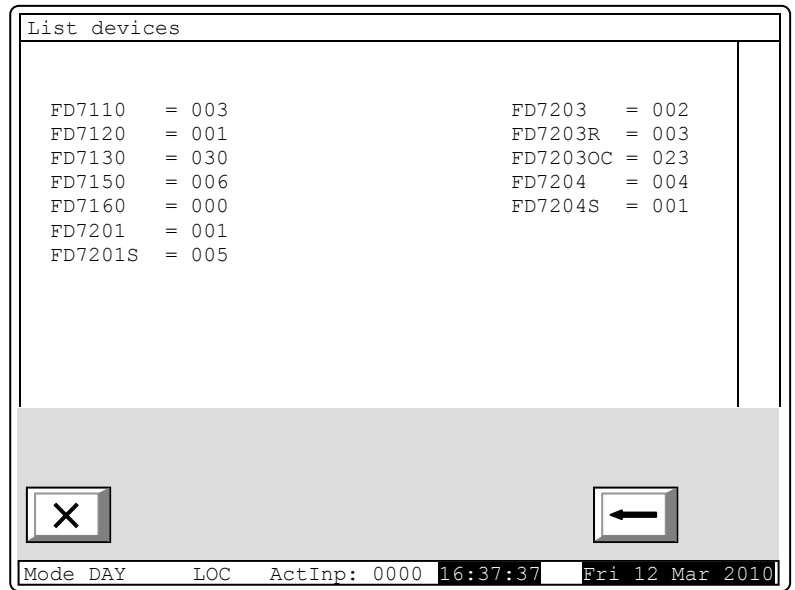 List devices
FD7110 = 003
FD7120 = 001
FD7130 = 030
FD7150 = 006
FD7160 = 000
FD7201 = 001
FD7201S = 005
FD7203 = 002
FD7203R = 003
FD7203OC = 023
FD7204 = 004
FD7204S = 001
Mode DAY LOC ActInp: 0000 16:37:37 Fri 12 Mar 2010